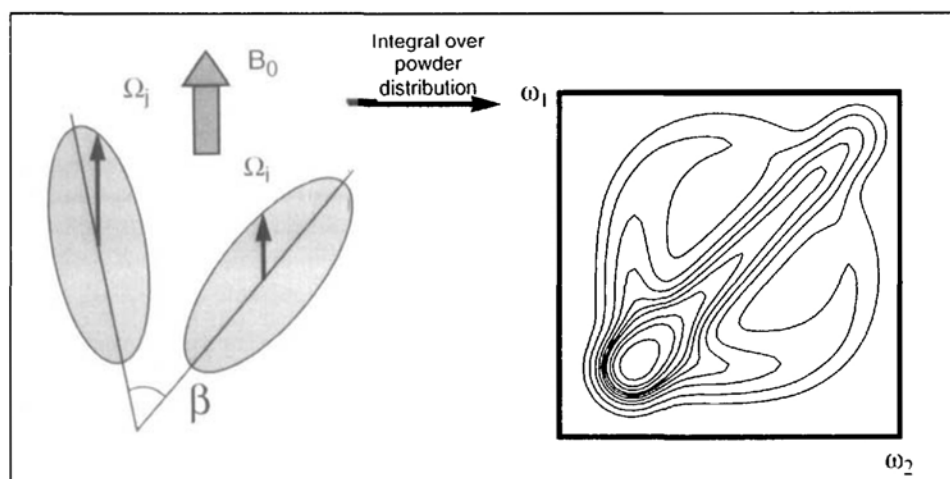 Integral over
powder
distribution
B₀
Ωⱼ
Ωᵢ
β
ω₁
ω₂